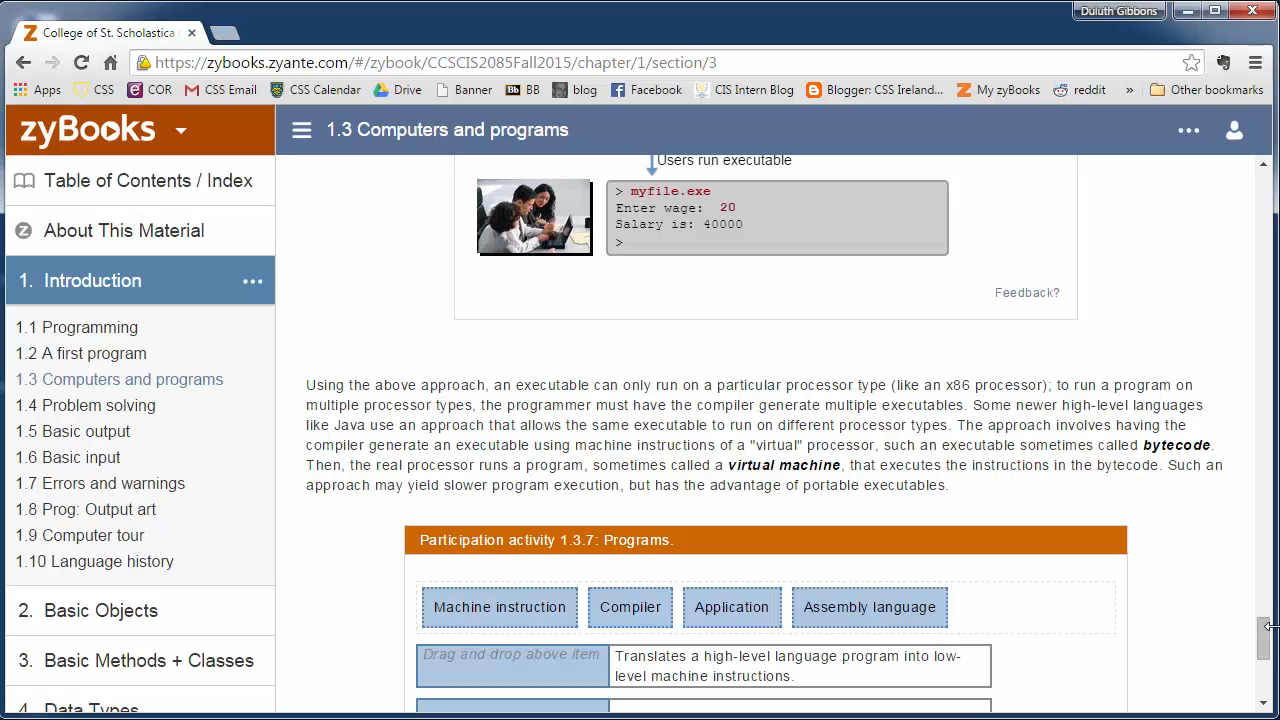 Duluth Gibbons
College of St. Scholastica
https://zybooks.zyante.com/#/zybook/CCSCIS2085Fall2015/chapter/1/section/3
Apps CSS COR CSS Email CSS Calendar Drive Banner Bb BB blog Facebook CIS Intern Blog Blogger: CSS Ireland... My zyBooks reddit » Other bookmarks
zyBooks
1.3 Computers and programs
Table of Contents / Index
About This Material
1. Introduction
1.1 Programming
1.2 A first program
1.3 Computers and programs
1.4 Problem solving
1.5 Basic output
1.6 Basic input
1.7 Errors and warnings
1.8 Prog: Output art
1.9 Computer tour
1.10 Language history
2. Basic Objects
3. Basic Methods + Classes
4. Data Types
Users run executable
> myfile.exe
Enter wage: 20
Salary is: 40000
>
Feedback?
Using the above approach, an executable can only run on a particular processor type (like an x86 processor); to run a program on
multiple processor types, the programmer must have the compiler generate multiple executables. Some newer high-level languages
like Java use an approach that allows the same executable to run on different processor types. The approach involves having the
compiler generate an executable using machine instructions of a "virtual" processor, such an executable sometimes called bytecode.
Then, the real processor runs a program, sometimes called a virtual machine, that executes the instructions in the bytecode. Such an
approach may yield slower program execution, but has the advantage of portable executables.
Participation activity 1.3.7: Programs.
Machine instruction Compiler Application Assembly language
Drag and drop above item
Translates a high-level language program into low-
level machine instructions.